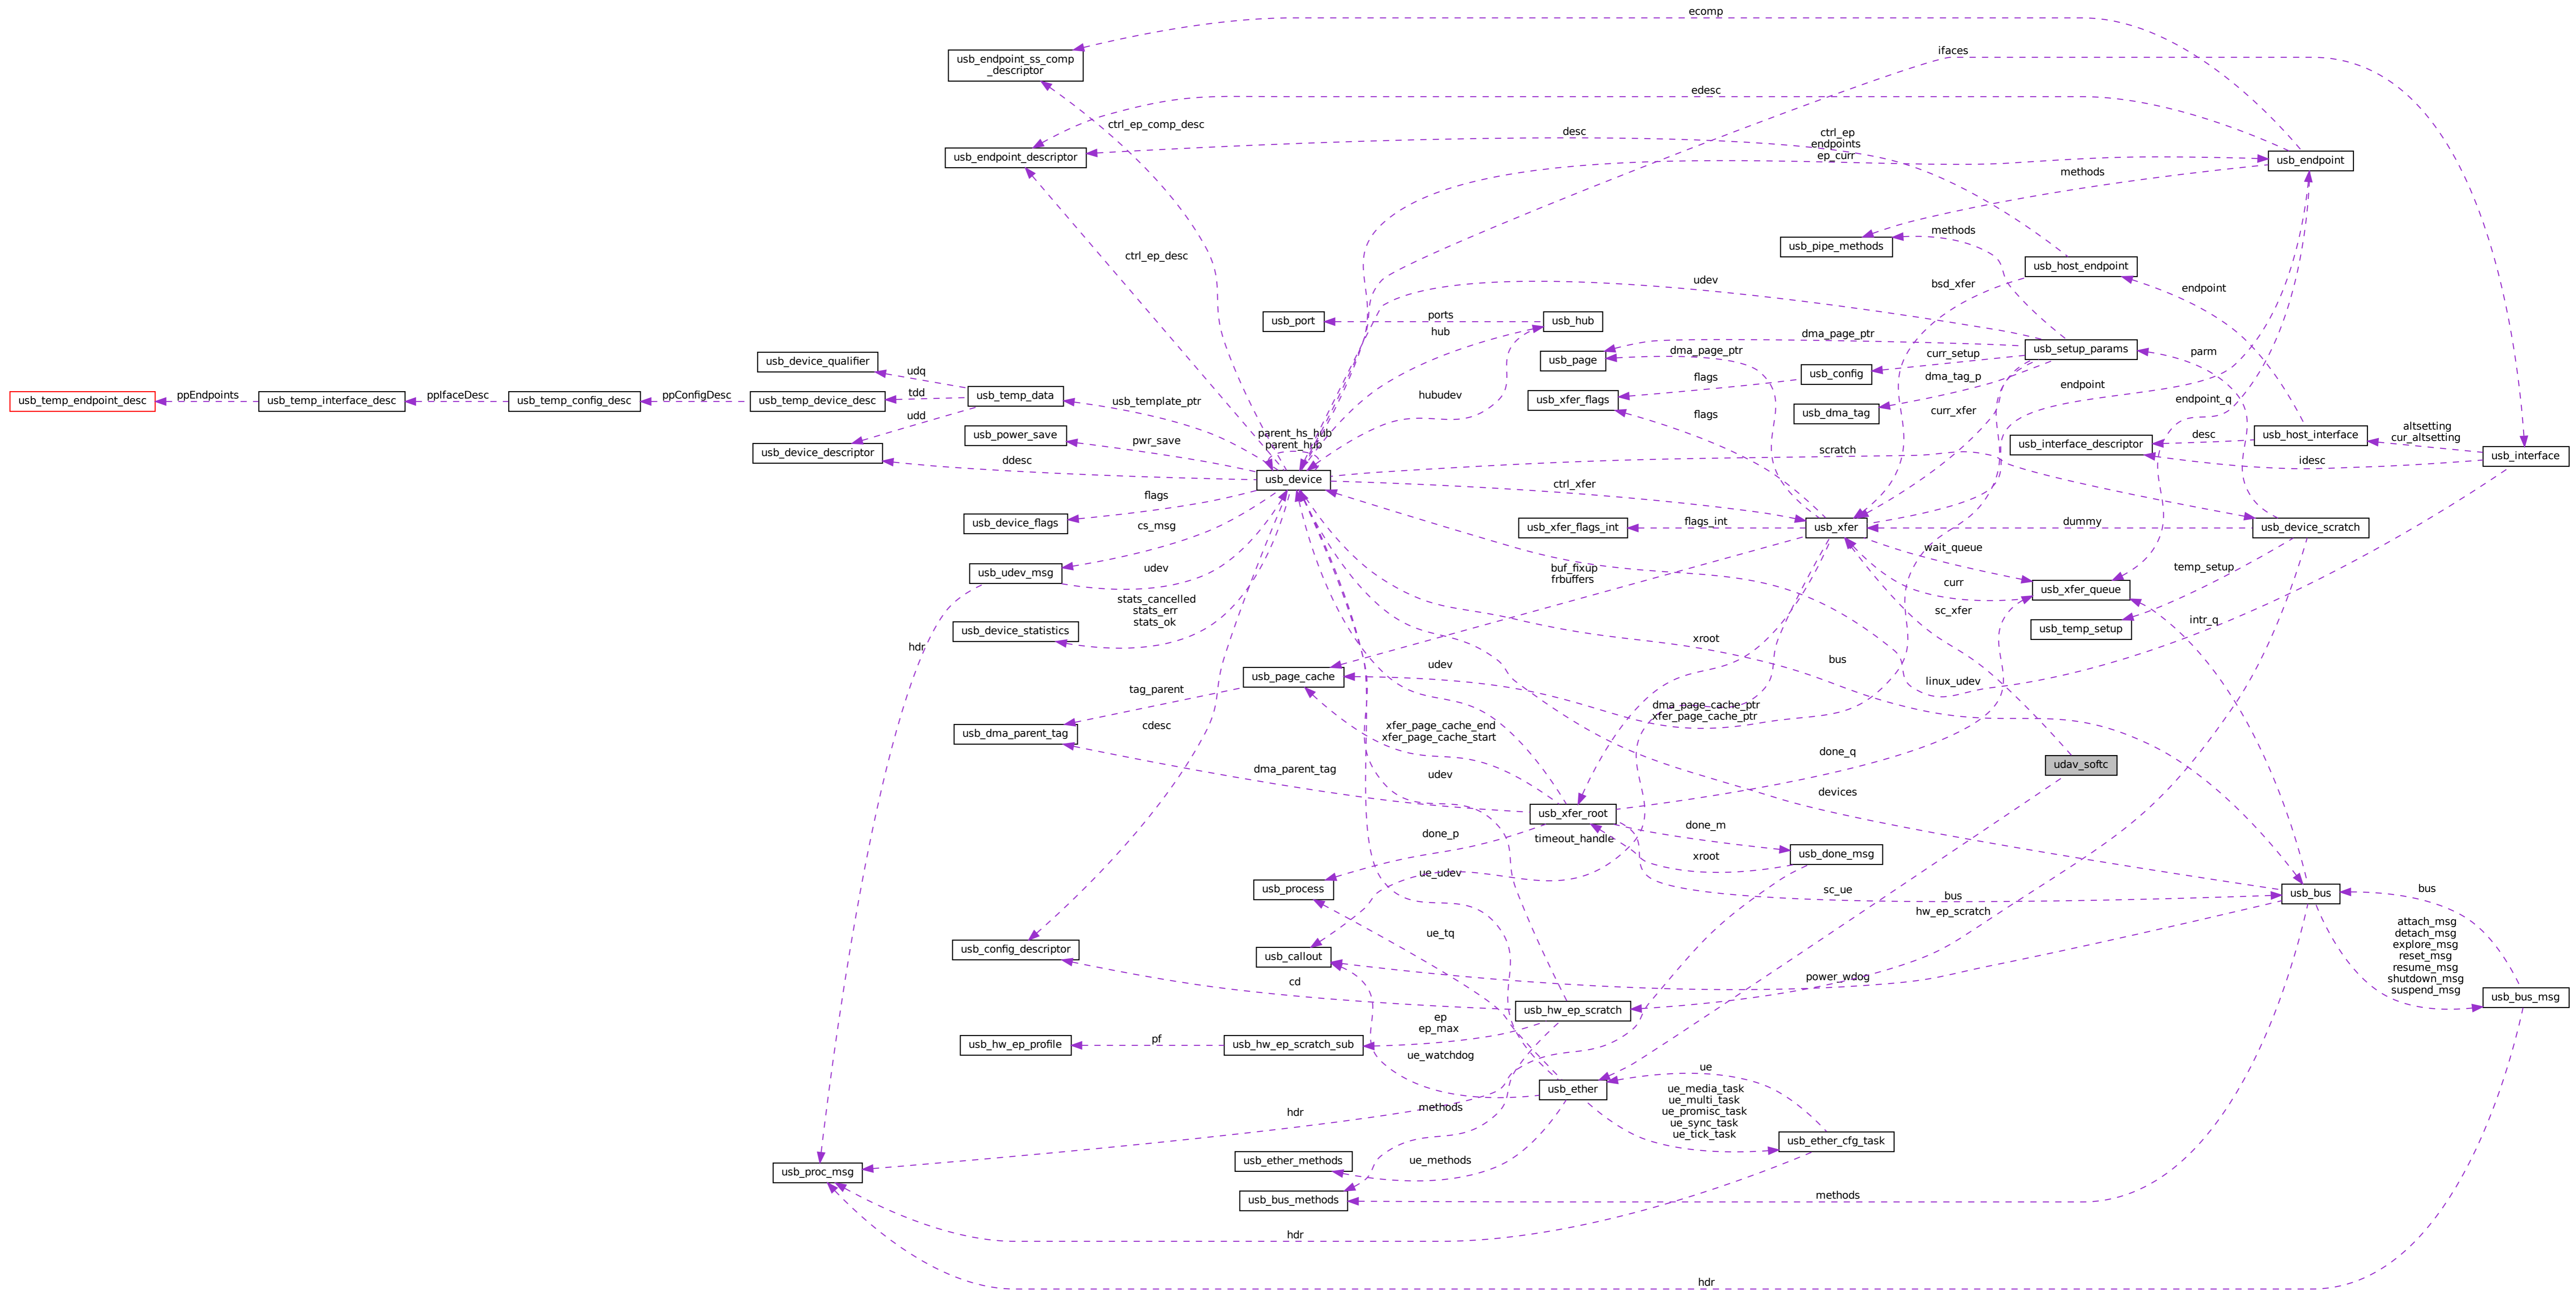 ecomp
ifaces
usb_endpoint_ss_comp
_descriptor
edesc
ctrl_ep_comp_desc
desc
ctrl_ep
endpoints
ep_curr
usb_endpoint_descriptor
usb_endpoint
methods
methods
usb_pipe_methods
ctrl_ep_desc
usb_host_endpoint
udev
bsd_xfer
endpoint
usb_port
ports
usb_hub
hub
dma_page_ptr
usb_setup_params
usb_device_qualifier
usb_page
dma_page_ptr
curr_setup
parm
udq
usb_config
flags
dma_tag_p
endpoint
usb_temp_endpoint_desc
ppEndpoints
usb_temp_interface_desc
ppIfaceDesc
usb_temp_config_desc
ppConfigDesc
usb_temp_device_desc
tdd
usb_temp_data
usb_template_ptr
hubudev
usb_xfer_flags
endpoint_q
udd
flags
usb_dma_tag
curr_xfer
usb_power_save
pwr_save
parent_hs_hub
parent_hub
usb_interface_descriptor
desc
usb_host_interface
altsetting
cur_altsetting
usb_device_descriptor
ddesc
scratch
idesc
usb_interface
usb_device
ctrl_xfer
flags
usb_device_flags
cs_msg
usb_xfer_flags_int
flags_int
usb_xfer
dummy
usb_device_scratch
wait_queue
usb_udev_msg
udev
buf_fixup
frbuffers
curr
temp_setup
usb_xfer_queue
stats_cancelled
stats_err
stats_ok
sc_xfer
usb_device_statistics
usb_temp_setup
intr_q
hdr
xroot
udev
bus
usb_page_cache
linux_udev
tag_parent
dma_page_cache_ptr
xfer_page_cache_ptr
cdesc
xfer_page_cache_end
xfer_page_cache_start
usb_dma_parent_tag
done_q
udav_softc
dma_parent_tag
udev
devices
usb_xfer_root
done_m
done_p
timeout_handle
xroot
usb_done_msg
ue_udev
usb_process
sc_ue
bus
hw_ep_scratch
usb_bus
bus
attach_msg
detach_msg
explore_msg
reset_msg
resume_msg
shutdown_msg
suspend_msg
ue_tq
usb_config_descriptor
usb_callout
cd
power_wdog
usb_bus_msg
usb_hw_ep_scratch
ep
ep_max
usb_hw_ep_profile
pf
usb_hw_ep_scratch_sub
ue_watchdog
ue
usb_ether
ue_media_task
ue_multi_task
ue_promisc_task
ue_sync_task
ue_tick_task
hdr
methods
usb_ether_cfg_task
usb_ether_methods
ue_methods
usb_proc_msg
usb_bus_methods
methods
hdr
hdr